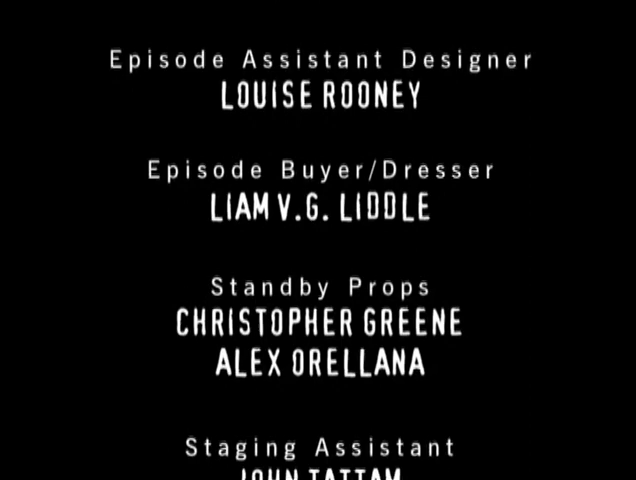 Episode Assistant Designer
LOUISE ROONEY
Episode Buyer/Dresser
LIAM V.G. LIDDLE
Standby Props
CHRISTOPHER GREENE
ALEX ORELLANA
Staging Assistant
JOHN TATTAM